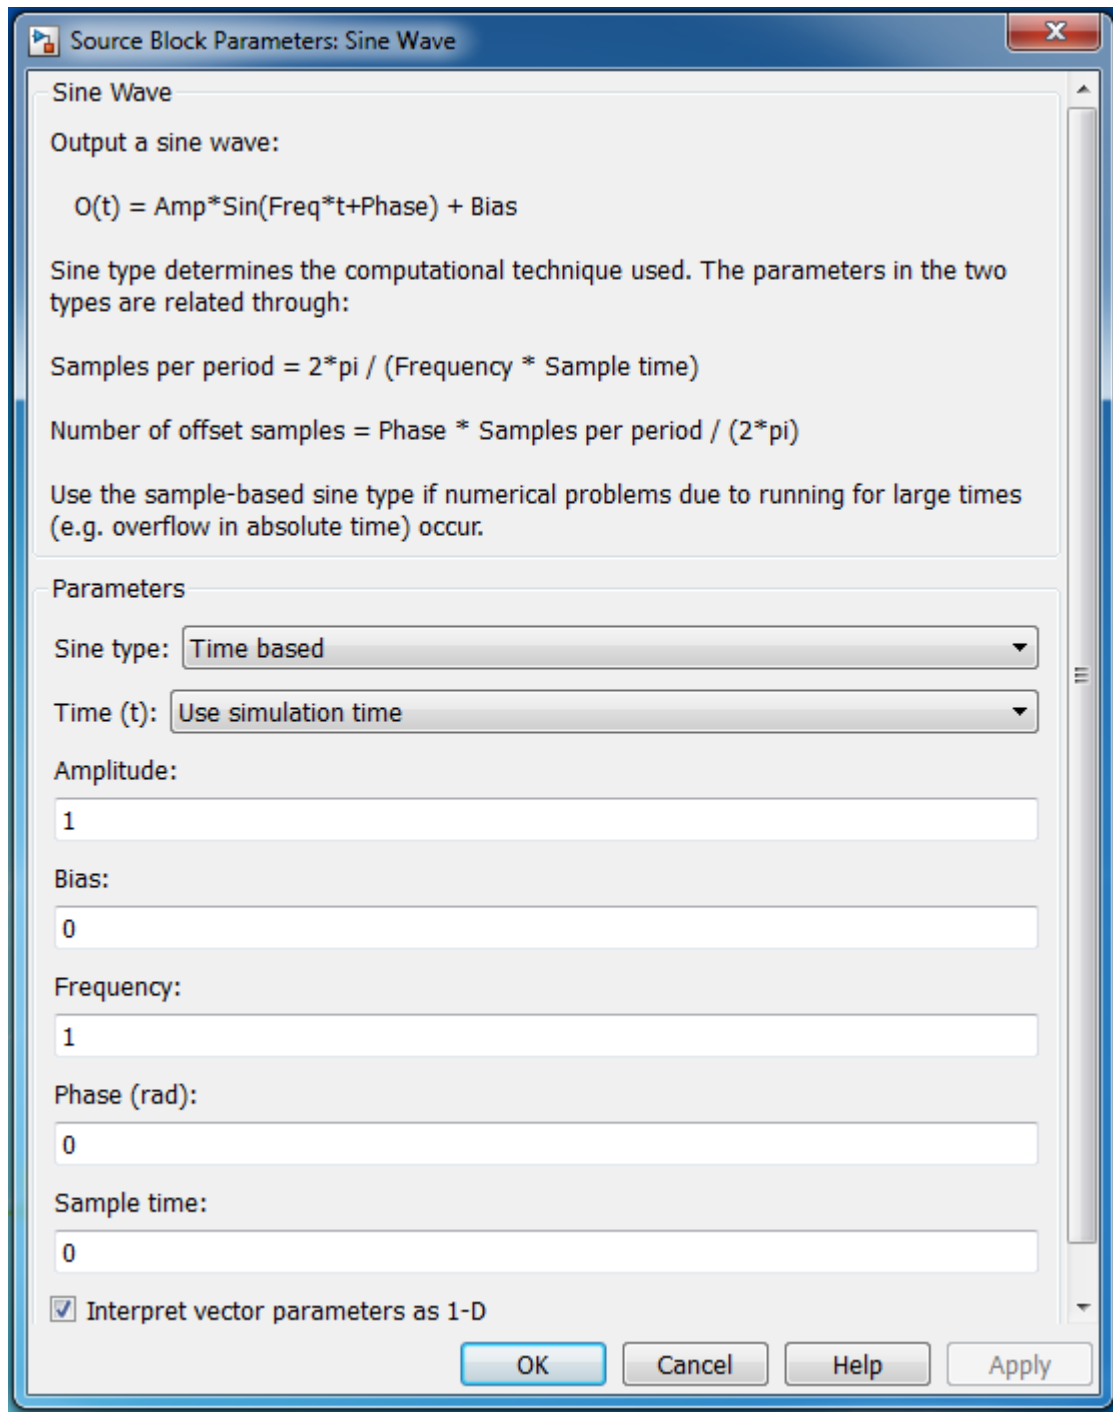 Source Block Parameters: Sine Wave
Sine Wave
Output a sine wave:
O(t) = Amp*Sin(Freq*t+Phase) + Bias
Sine type determines the computational technique used. The parameters in the two
types are related through:
Samples per period = 2*pi / (Frequency * Sample time)
Number of offset samples = Phase * Samples per period / (2*pi)
Use the sample-based sine type if numerical problems due to running for large times
(e.g. overflow in absolute time) occur.
Parameters
Sine type: Time based
Time (t): Use simulation time
Amplitude:
1
Bias:
0
Frequency:
1
Phase (rad):
0
Sample time:
0
Interpret vector parameters as 1-D
OK Cancel Help Apply